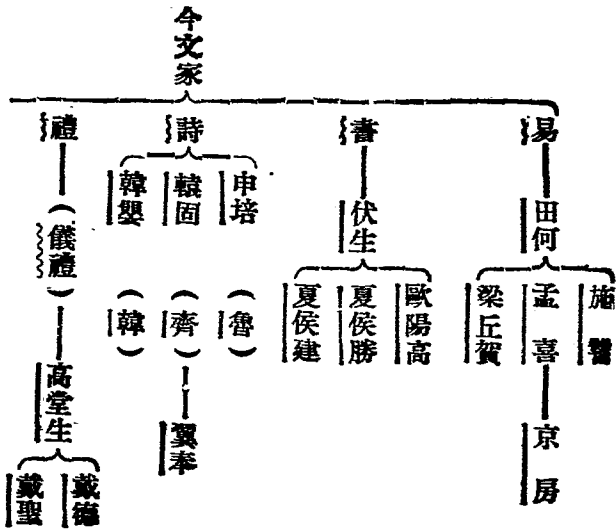 今文家
易
田何
施讐
孟喜
京房
梁丘賀
書
伏生
歐陽高
夏侯勝
夏侯建
詩
申培
(魯)
轅固
(齊)
翼奉
韓嬰
(韓)
禮
(儀禮)
高堂生
戴德
戴聖